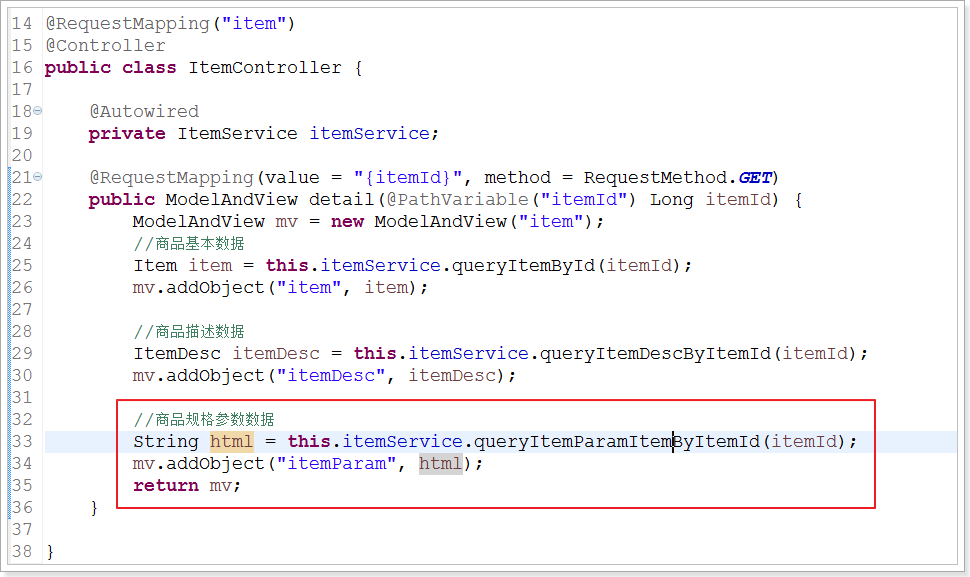 14 @RequestMapping("item")
15 @Controller
16 public class ItemController {
17
18 @Autowired
19 private ItemService itemService;
20
21 @RequestMapping(value = "{itemId}", method = RequestMethod.GET)
22 public ModelAndView detail(@PathVariable("itemId") Long itemId) {
23 ModelAndView mv = new ModelAndView("item");
24 //商品基本数据
25 Item item = this.itemService.queryItemById(itemId);
26 mv.addObject("item", item);
27
28 //商品描述数据
29 ItemDesc itemDesc = this.itemService.queryItemDescByItemId(itemId);
30 mv.addObject("itemDesc", itemDesc);
31
32 //商品规格参数数据
33 String html = this.itemService.queryItemParamItemByItemId(itemId);
34 mv.addObject("itemParam", html);
35 return mv;
36 }
37
38 }